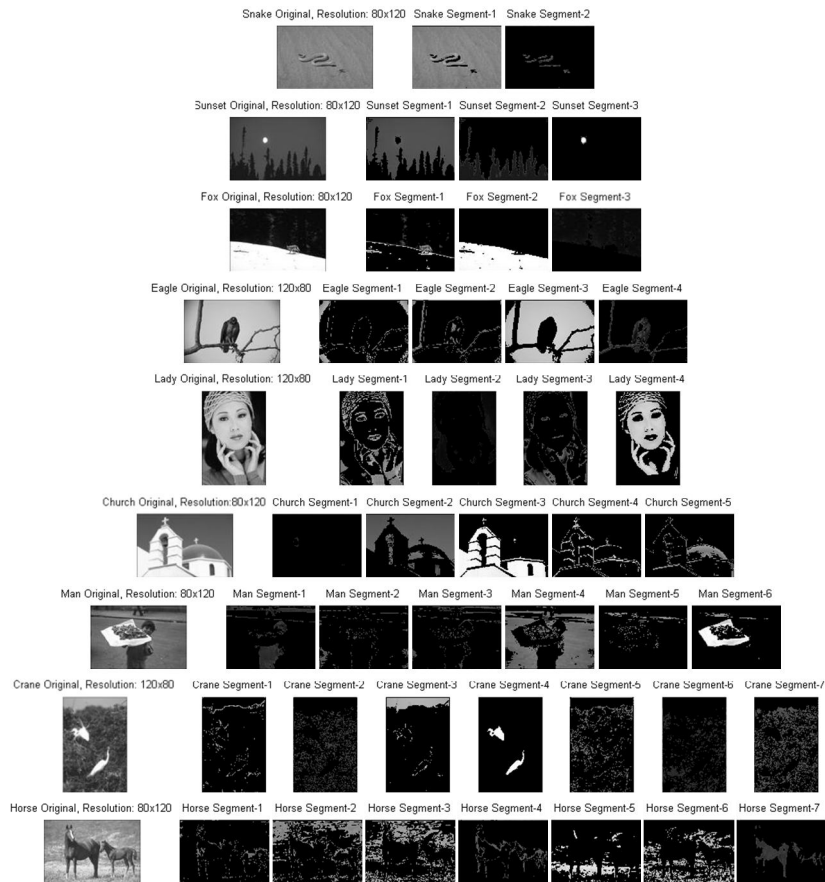 Snake Original, Resolution: 80x120 Snake Segment-1 Snake Segment-2
Sunset Original, Resolution: 80x120 Sunset Segment-1 Sunset Segment-2 Sunset Segment-3
Fox Original, Resolution: 80x120 Fox Segment-1 Fox Segment-2 Fox Segment-3
Eagle Original, Resolution: 120x80 Eagle Segment-1 Eagle Segment-2 Eagle Segment-3 Eagle Segment-4
Lady Original, Resolution: 120x80 Lady Segment-1 Lady Segment-2 Lady Segment-3 Lady Segment-4
Church Original, Resolution:80x120 Church Segment-1 Church Segment-2 Church Segment-3 Church Segment-4 Church Segment-5
Man Original, Resolution: 80x120 Man Segment-1 Man Segment-2 Man Segment-3 Man Segment-4 Man Segment-5 Man Segment-6
Crane Original, Resolution: 120x80 Crane Segment-1 Crane Segment-2 Crane Segment-3 Crane Segment-4 Crane Segment-5 Crane Segment-6 Crane Segment-7
Horse Original, Resolution: 80x120 Horse Segment-1 Horse Segment-2 Horse Segment-3 Horse Segment-4 Horse Segment-5 Horse Segment-6 Horse Segment-7